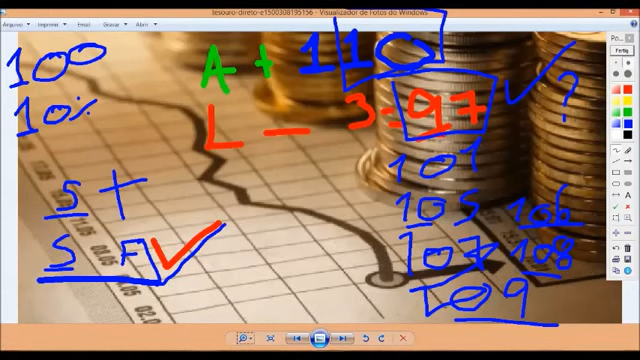 tesouro-direto-e1500308195156 - Visualizador de Fotos do Windows
Arquivo Imprimir Email Gravar Abrir
Fertig
100
10%
A + 110
L - 3=97 ?
101
105 106
107 108
109
S +
S F